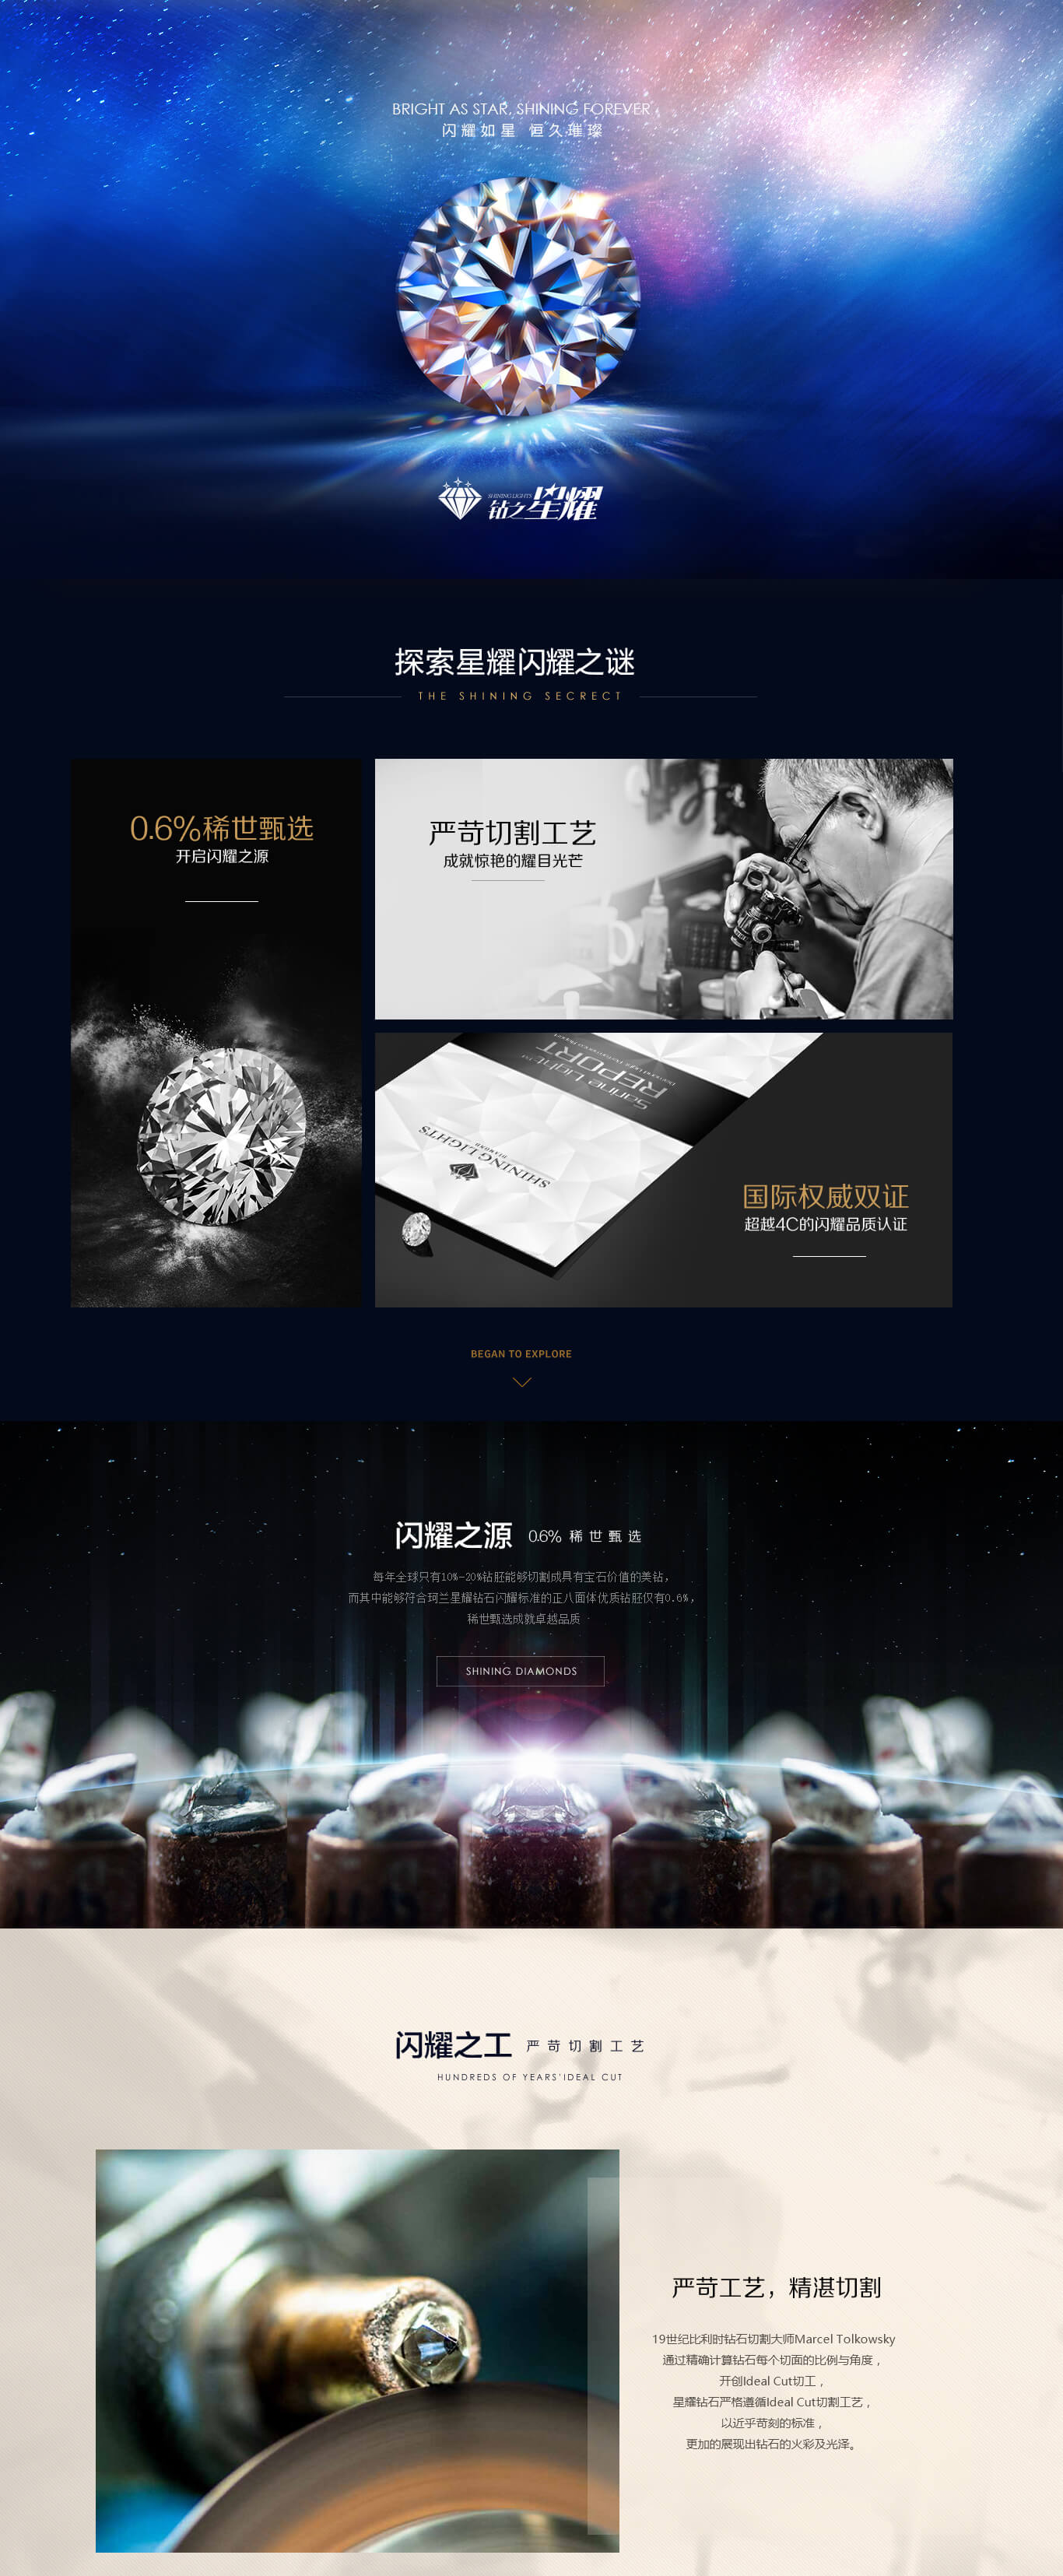 BRIGHT AS STAR, SHINING FOREVER
闪耀如星 恒久璀璨
SHINING LIGHTS
钻之星耀
探索星耀闪耀之谜
THE SHINING SECRECT
0.6%稀世甄选
开启闪耀之源
严苛切割工艺
成就惊艳的耀目光芒
Sarine Light™
REPORT
SHINING LIGHTS
DIAMOND
国际权威双证
超越4C的闪耀品质认证
BEGAN TO EXPLORE
闪耀之源 0.6% 稀世甄选
每年全球只有10%-20%钻胚能够切割成具有宝石价值的美钻，
而其中能够符合珂兰星耀钻石闪耀标准的正八面体优质钻胚仅有0.6%，
稀世甄选成就卓越品质
SHINING DIAMONDS
闪耀之工 严苛切割工艺
HUNDREDS OF YEARS'IDEAL CUT
严苛工艺，精湛切割
19世纪比利时钻石切割大师Marcel Tolkowsky
通过精确计算钻石每个切面的比例与角度，
开创Ideal Cut切工，
星耀钻石严格遵循Ideal Cut切割工艺，
以近乎苛刻的标准，
更加的展现出钻石的火彩及光泽。